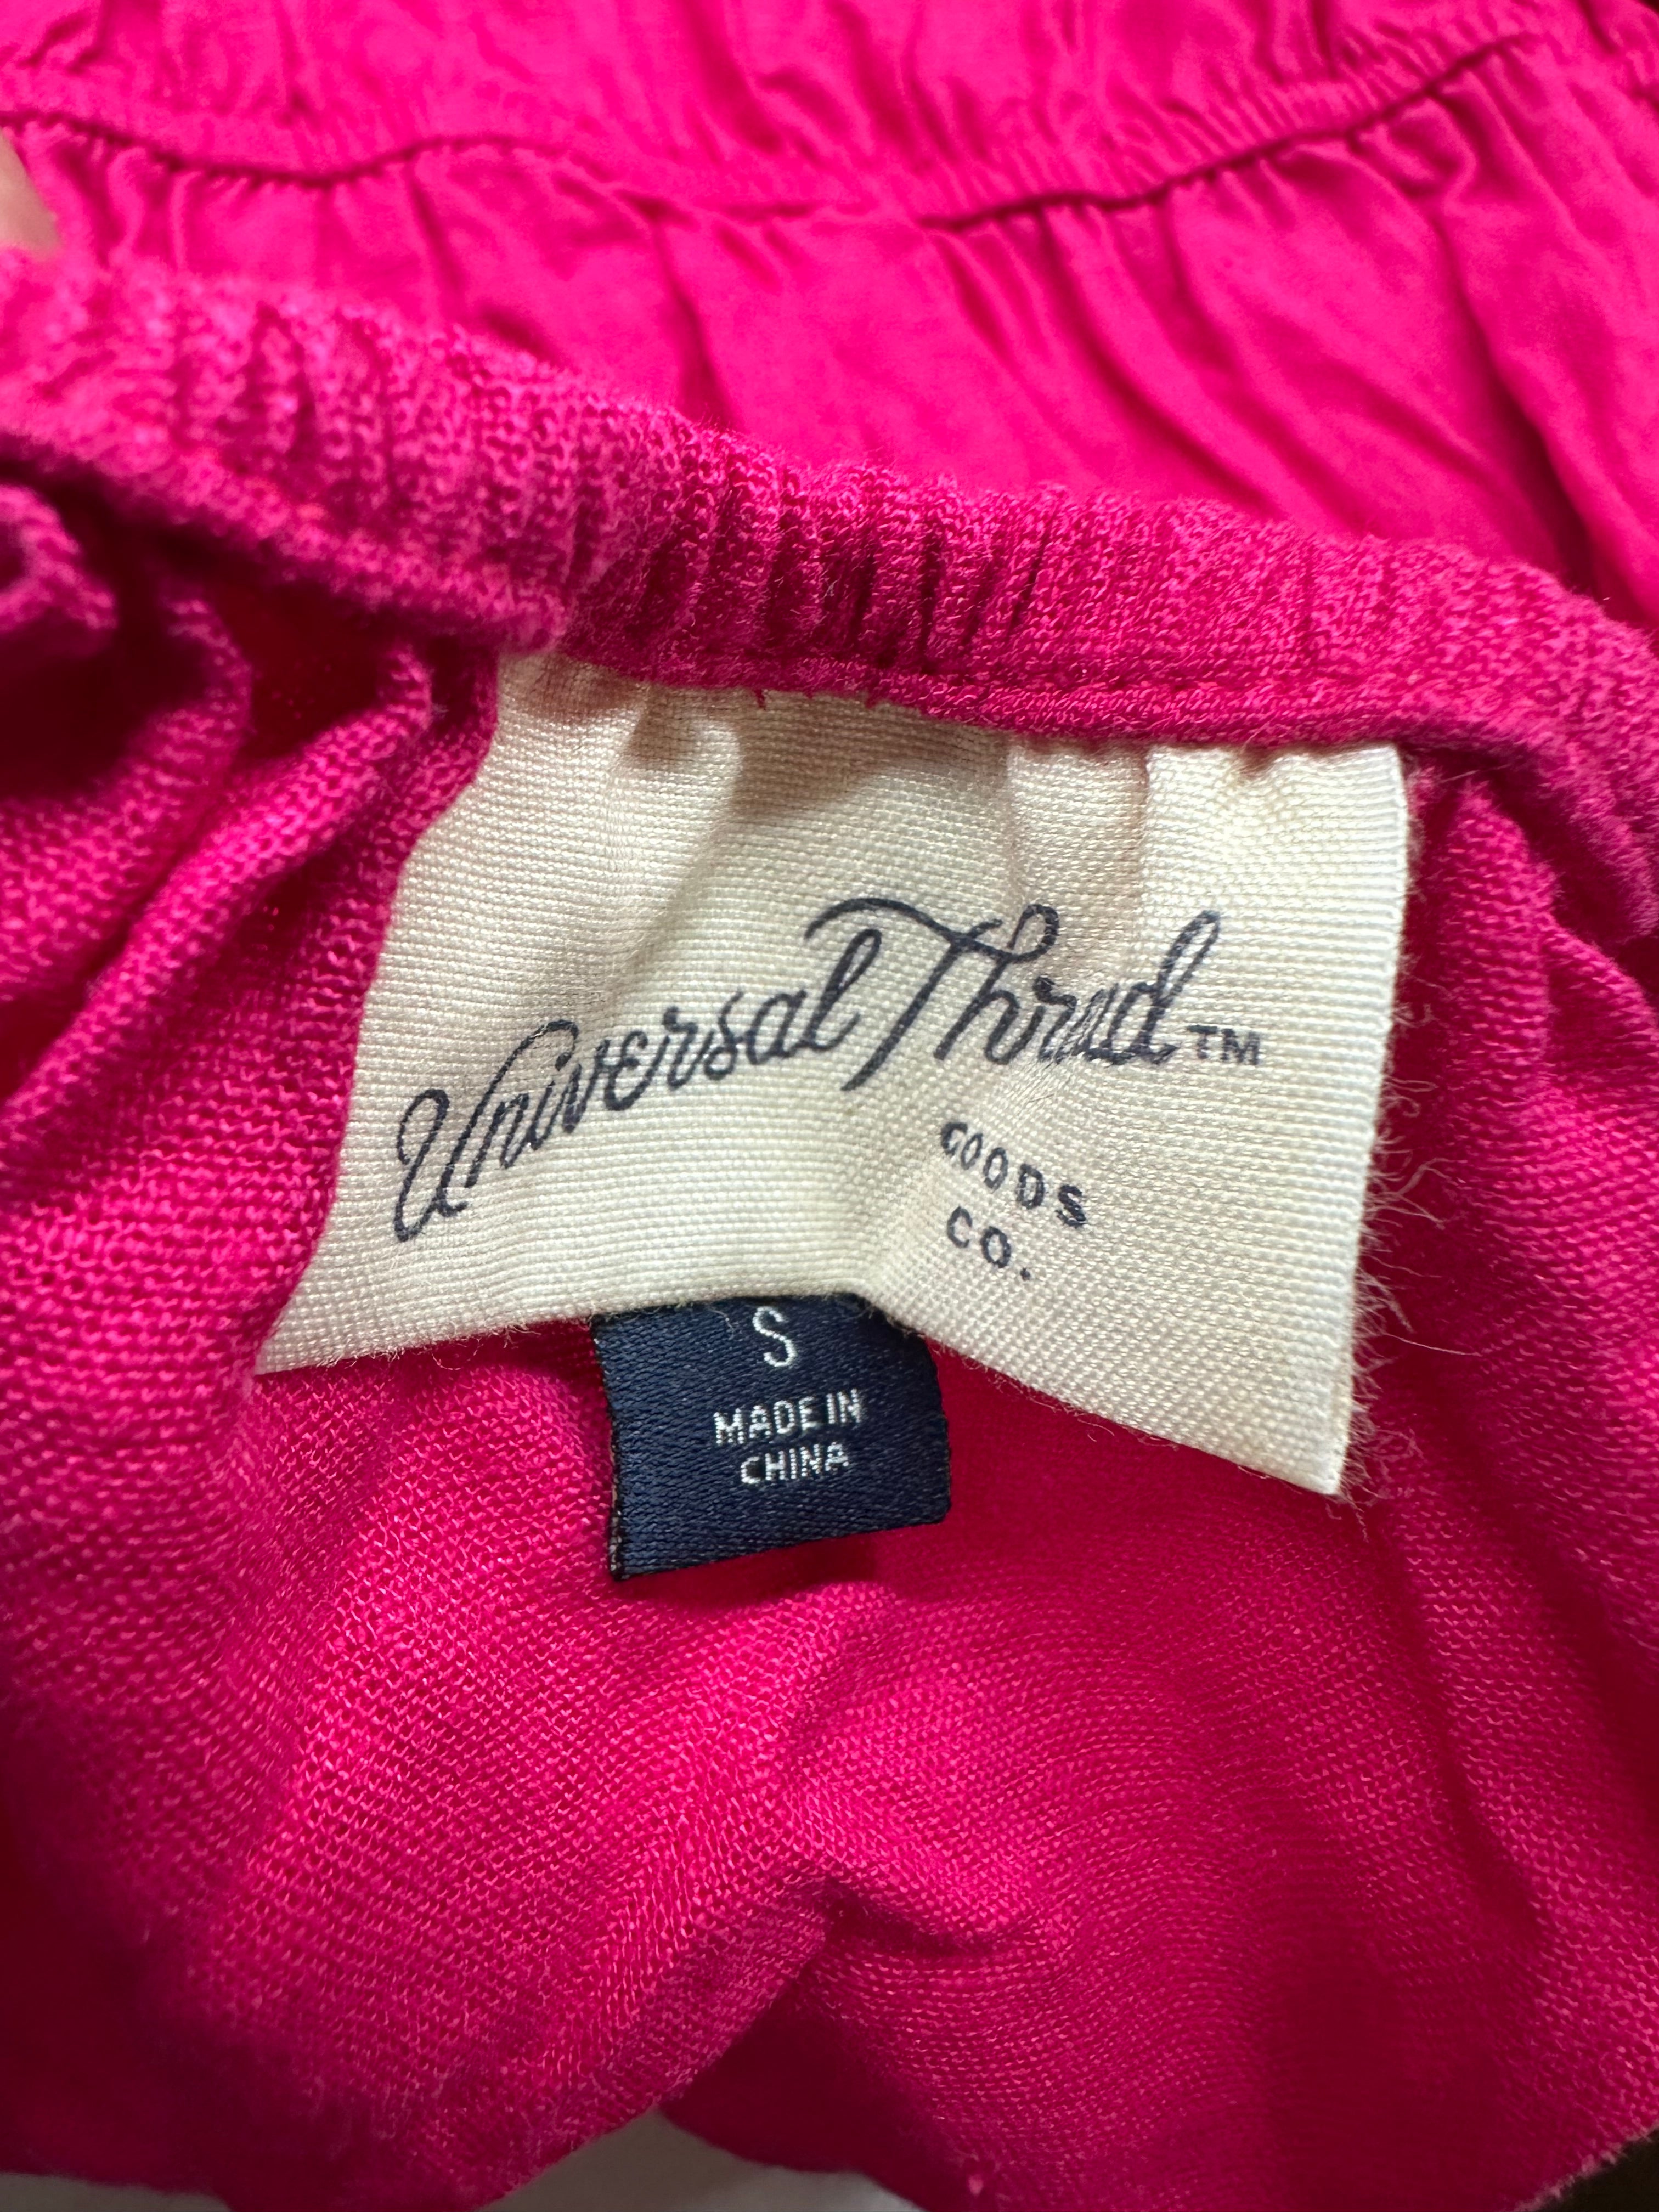 Universal Thread™
GOODS
CO.
S
MADE IN
CHINA